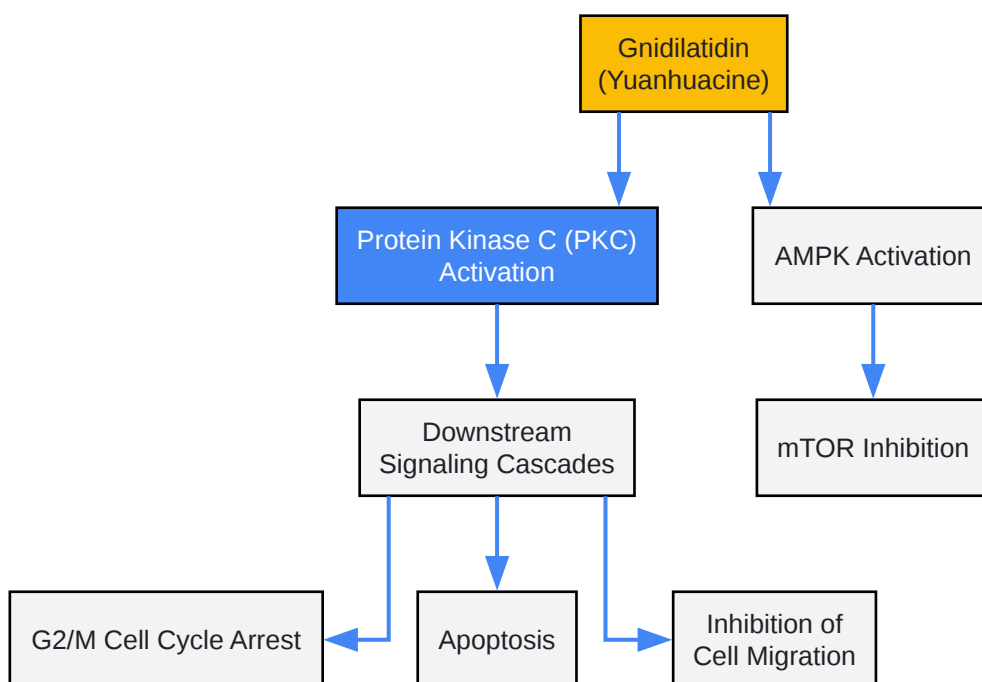 Gnidilatidin
(Yuanhuacine)
Protein Kinase C (PKC)
Activation
AMPK Activation
Downstream
Signaling Cascades
mTOR Inhibition
G2/M Cell Cycle Arrest
Apoptosis
Inhibition of
Cell Migration